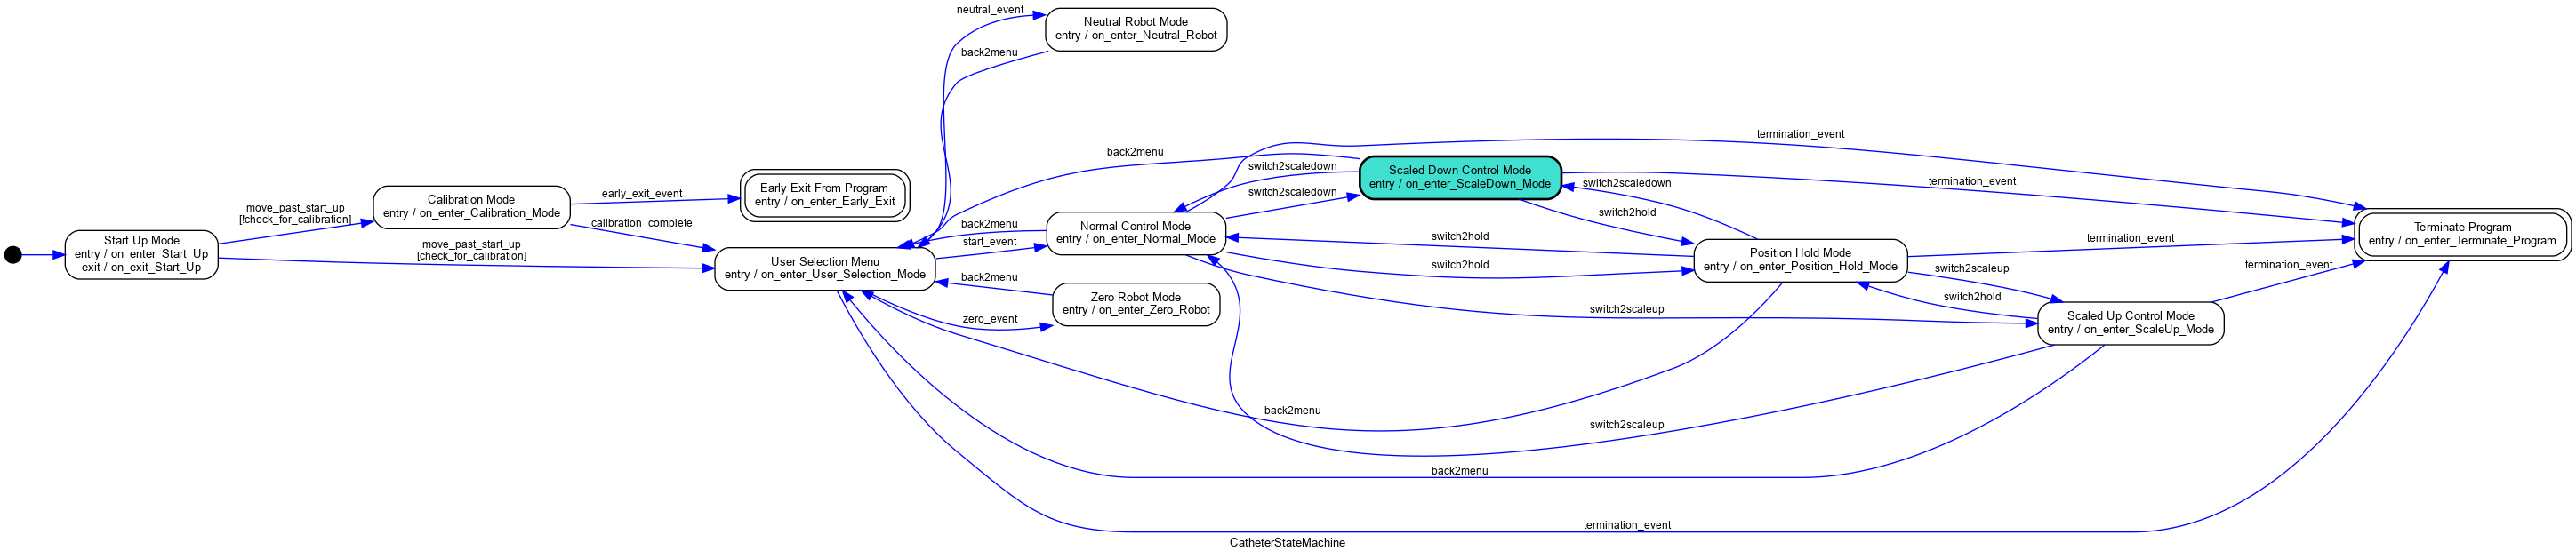 neutral_event
Neutral Robot Mode
entry / on_enter_Neutral_Robot
back2menu
termination_event
back2menu
switch2scaledown
Scaled Down Control Mode
entry / on_enter_ScaleDown_Mode
switch2scaledown
termination_event
Early Exit From Program
entry / on_enter_Early_Exit
early_exit_event
Calibration Mode
entry / on_enter_Calibration_Mode
move_past_start_up
[!check_for_calibration]
calibration_complete
switch2scaledown
switch2hold
Start Up Mode
entry / on_enter_Start_Up
exit / on_exit_Start_Up
move_past_start_up
[check_for_calibration]
User Selection Menu
entry / on_enter_User_Selection_Mode
back2menu
start_event
Normal Control Mode
entry / on_enter_Normal_Mode
switch2hold
switch2hold
Position Hold Mode
entry / on_enter_Position_Hold_Mode
termination_event
Terminate Program
entry / on_enter_Terminate_Program
back2menu
Zero Robot Mode
entry / on_enter_Zero_Robot
zero_event
switch2scaleup
switch2scaleup
switch2hold
termination_event
Scaled Up Control Mode
entry / on_enter_ScaleUp_Mode
back2menu
switch2scaleup
back2menu
termination_event
CatheterStateMachine